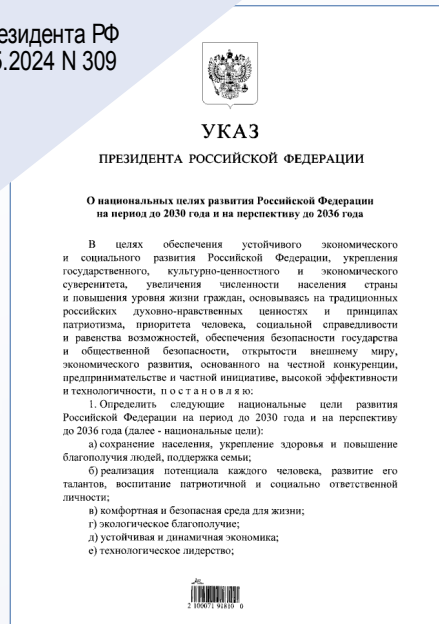 езидента РФ
5.2024 N 309
УКАЗ
ПРЕЗИДЕНТА РОССИЙСКОЙ ФЕДЕРАЦИИ
О национальных целях развития Российской Федерации
на период до 2030 года и на перспективу до 2036 года
В целях обеспечения устойчивого экономического
и социального развития Российской Федерации, укрепления
государственного, культурно-ценностного и экономического
суверенитета, увеличения численности населения страны
и повышения уровня жизни граждан, основываясь на традиционных
российских духовно-нравственных ценностях и принципах
патриотизма, приоритета человека, социальной справедливости
и равенства возможностей, обеспечения безопасности государства
и общественной безопасности, открытости внешнему миру,
экономического развития, основанного на честной конкуренции,
предпринимательстве и частной инициативе, высокой эффективности
и технологичности, п о с т а н о в л я ю:
1. Определить следующие национальные цели развития
Российской Федерации на период до 2030 года и на перспективу
до 2036 года (далее - национальные цели):
а) сохранение населения, укрепление здоровья и повышение
благополучия людей, поддержка семьи;
б) реализация потенциала каждого человека, развитие его
талантов, воспитание патриотичной и социально ответственной
личности;
в) комфортная и безопасная среда для жизни;
г) экологическое благополучие;
д) устойчивая и динамичная экономика;
е) технологическое лидерство;
2 100071 91810 0